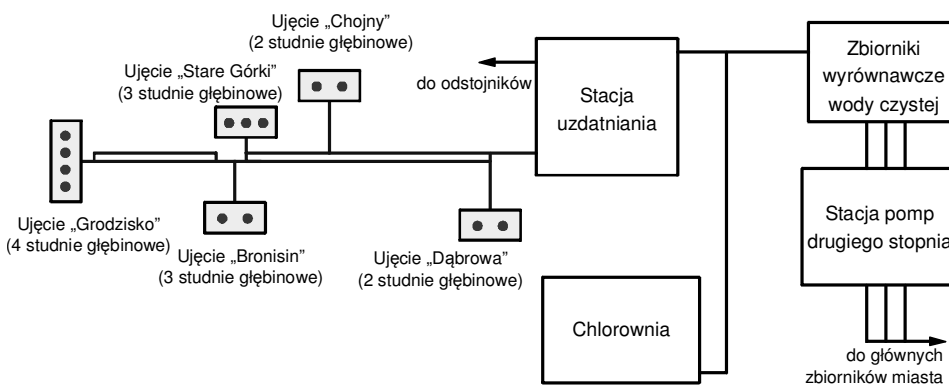 Ujęcie „Chojny”
(2 studnie głębinowe)
Ujęcie „Stare Górki”
(3 studnie głębinowe)
do odstojników
Stacja
uzdatniania
Zbiorniki
wyrównawcze
wody czystej
Ujęcie „Grodzisko”
(4 studnie głębinowe)
Ujęcie „Bronisin”
(3 studnie głębinowe)
Ujęcie „Dąbrowa”
(2 studnie głębinowe)
Stacja pomp
drugiego stopnia
Chlorownia
do głównych
zbiorników miasta